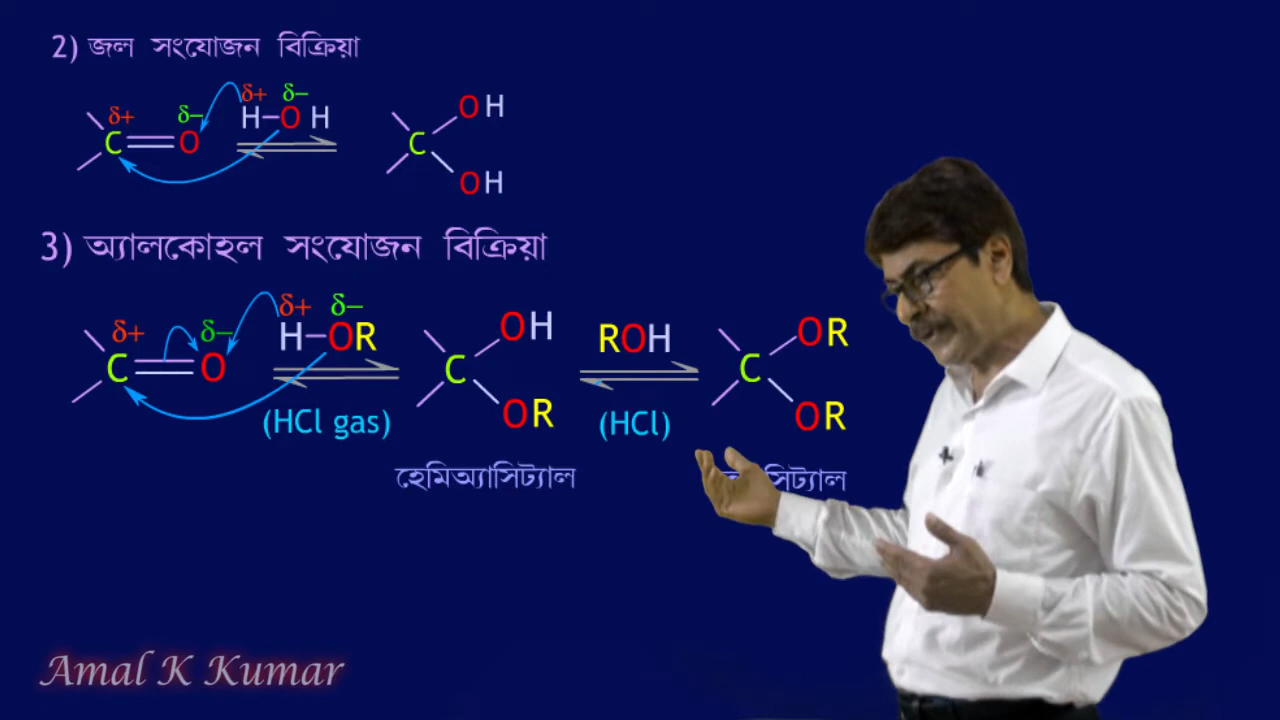 2) জল সংযোজন বিক্রিয়া
δ+ δ− δ+ δ−
C=O H−O H ⇌ C OH
OH
3) অ্যালকোহল সংযোজন বিক্রিয়া
δ+ δ− δ+ δ−
C=O H−OR ⇌ C OH OR ROH ⇌ C OR OR
(HCl gas) (HCl)
হেমিঅ্যাসিট্যাল
Amal K Kumar